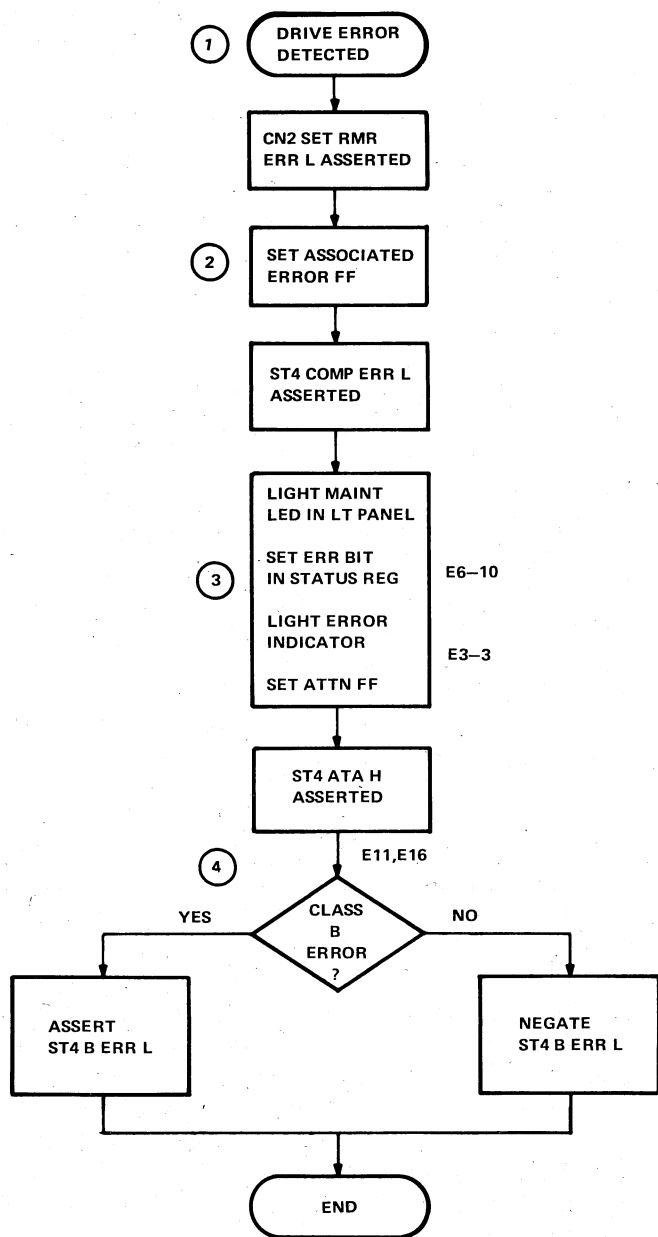 1
DRIVE ERROR
DETECTED
CN2 SET RMR
ERR L ASSERTED
2
SET ASSOCIATED
ERROR FF
ST4 COMP ERR L
ASSERTED
3
LIGHT MAINT
LED IN LT PANEL
SET ERR BIT
IN STATUS REG
E6–10
LIGHT ERROR
INDICATOR
E3–3
SET ATTN FF
ST4 ATA H
ASSERTED
E11,E16
4
CLASS
B
ERROR
?
YES
NO
ASSERT
ST4 B ERR L
NEGATE
ST4 B ERR L
END